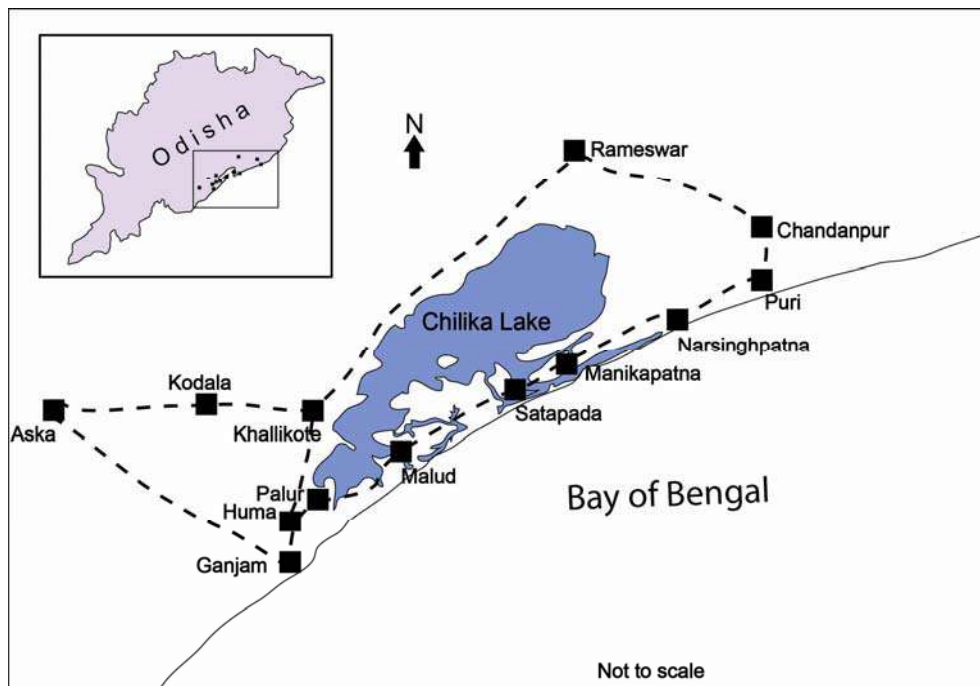 Odisha
N
Rameswar
Chandanpur
Puri
Chilika Lake
Narsinghpatna
Manikapatna
Kodala
Satapada
Aska
Khallikote
Malud
Palur
Bay of Bengal
Huma
Ganjam
Not to scale